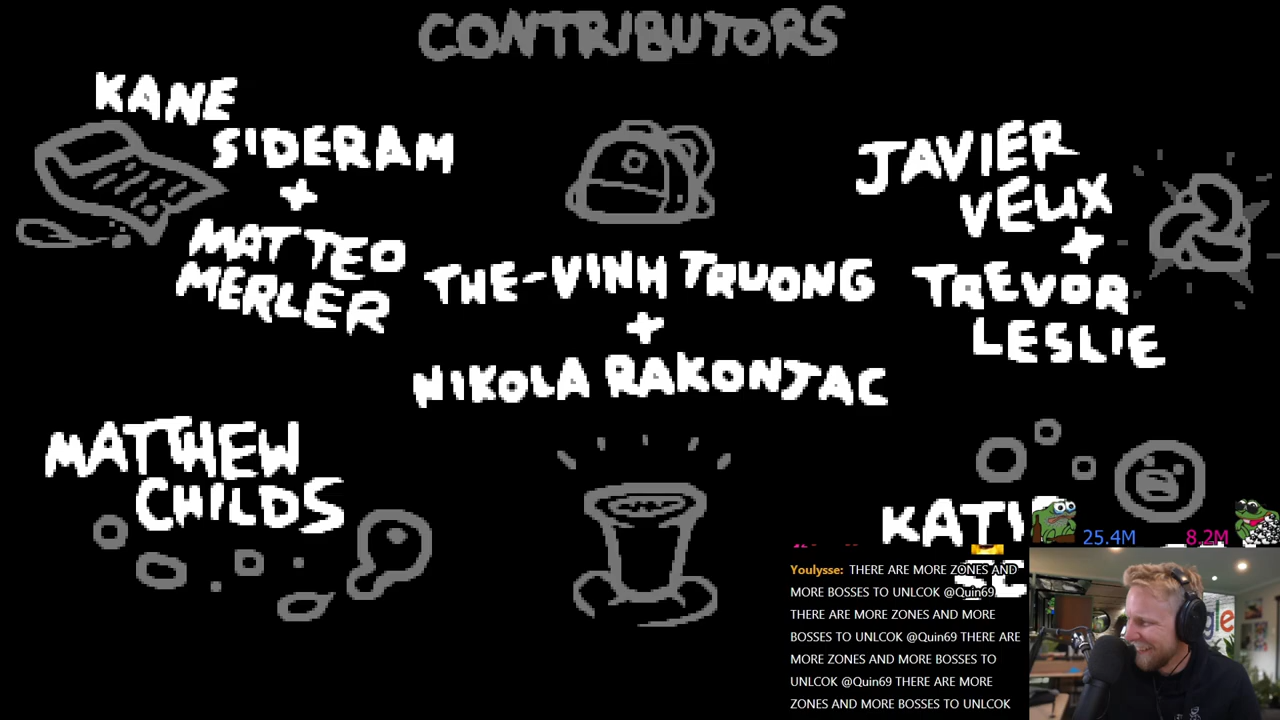 CONTRIBUTORS
KANE
SIDERAM
+
MATTEO
MERLER
THE-VINH TRUONG
+
NIKOLA RAKONJAC
JAVIER
VELIX
+
TREVOR
LESLIE
MATTHEW
CHILDS
25.4M
8.2M
Youlysse: THERE ARE MORE ZONES AND
MORE BOSSES TO UNLCOK @Quin69
THERE ARE MORE ZONES AND MORE
BOSSES TO UNLCOK @Quin69 THERE ARE
MORE ZONES AND MORE BOSSES TO
UNLCOK @Quin69 THERE ARE MORE
ZONES AND MORE BOSSES TO UNLCOK